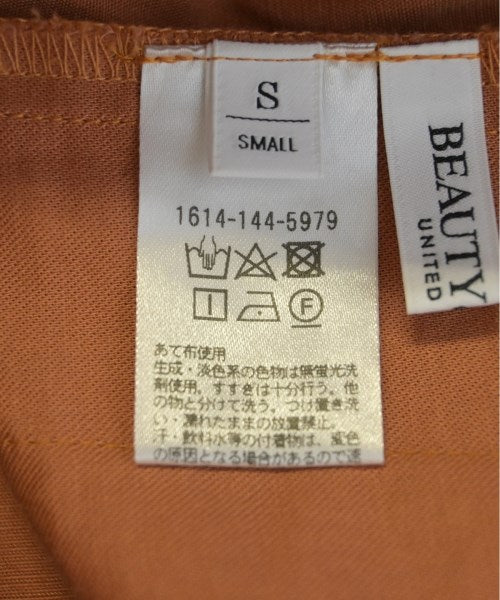 S
SMALL
1614-144-5979
F
あて布使用
生成・淡色系の色物は無蛍光洗
剤使用。すすぎは十分行う。他
の物と分けて洗う。つけ置き洗
い・濡れたままの放置禁止。
汗・飲料水等の付着物は、変色
の原因となる場合があるので速
BEAUTY
UNITED